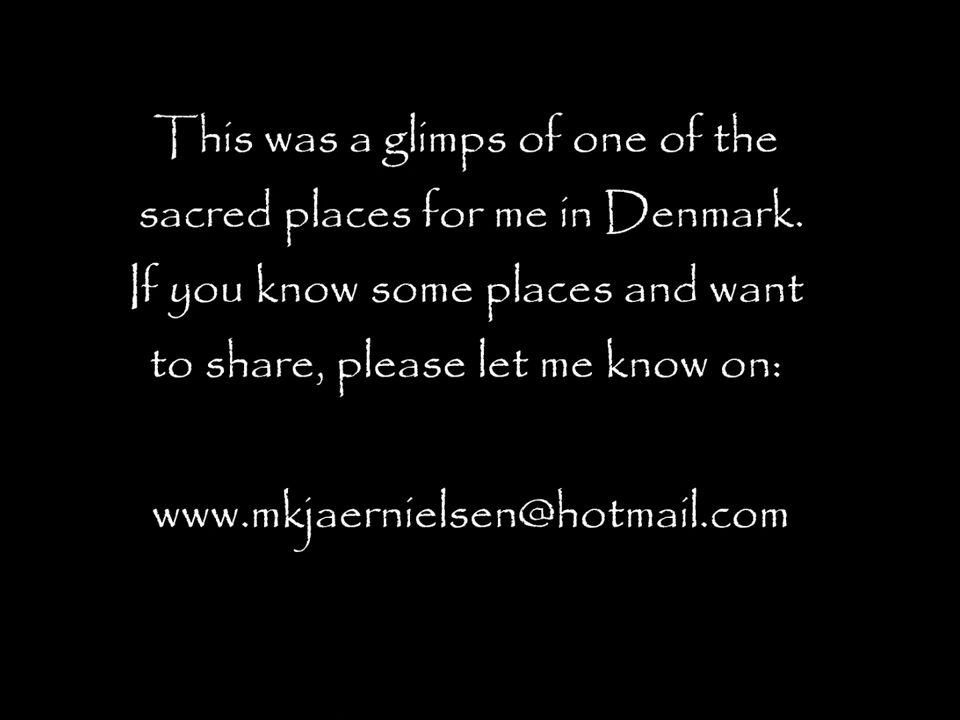 This was a glimps of one of the
sacred places for me in Denmark.
If you know some places and want
to share, please let me know on:
www.mkjaernielsen@hotmail.com